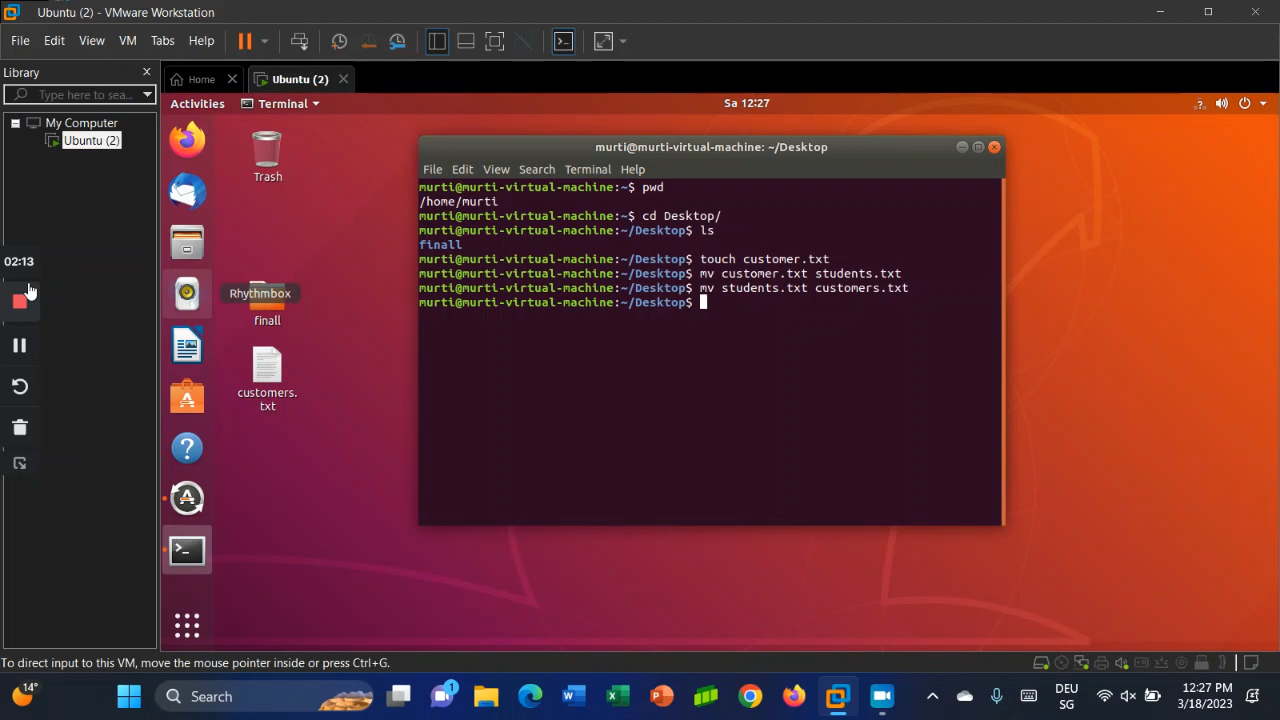 Ubuntu (2) - VMware Workstation
File Edit View VM Tabs Help
Library
Type here to sea...
Home
Ubuntu (2)
My Computer
Ubuntu (2)
Activities
Terminal
Sa 12:27
Trash
Rhythmbox
finall
customers.
txt
02:13
murti@murti-virtual-machine: ~/Desktop
File Edit View Search Terminal Help
murti@murti-virtual-machine:~$ pwd
/home/murti
murti@murti-virtual-machine:~$ cd Desktop/
murti@murti-virtual-machine:~/Desktop$ ls
finall
murti@murti-virtual-machine:~/Desktop$ touch customer.txt
murti@murti-virtual-machine:~/Desktop$ mv customer.txt students.txt
murti@murti-virtual-machine:~/Desktop$ mv students.txt customers.txt
murti@murti-virtual-machine:~/Desktop$
To direct input to this VM, move the mouse pointer inside or press Ctrl+G.
14°
Search
1
DEU
SG
12:27 PM
3/18/2023